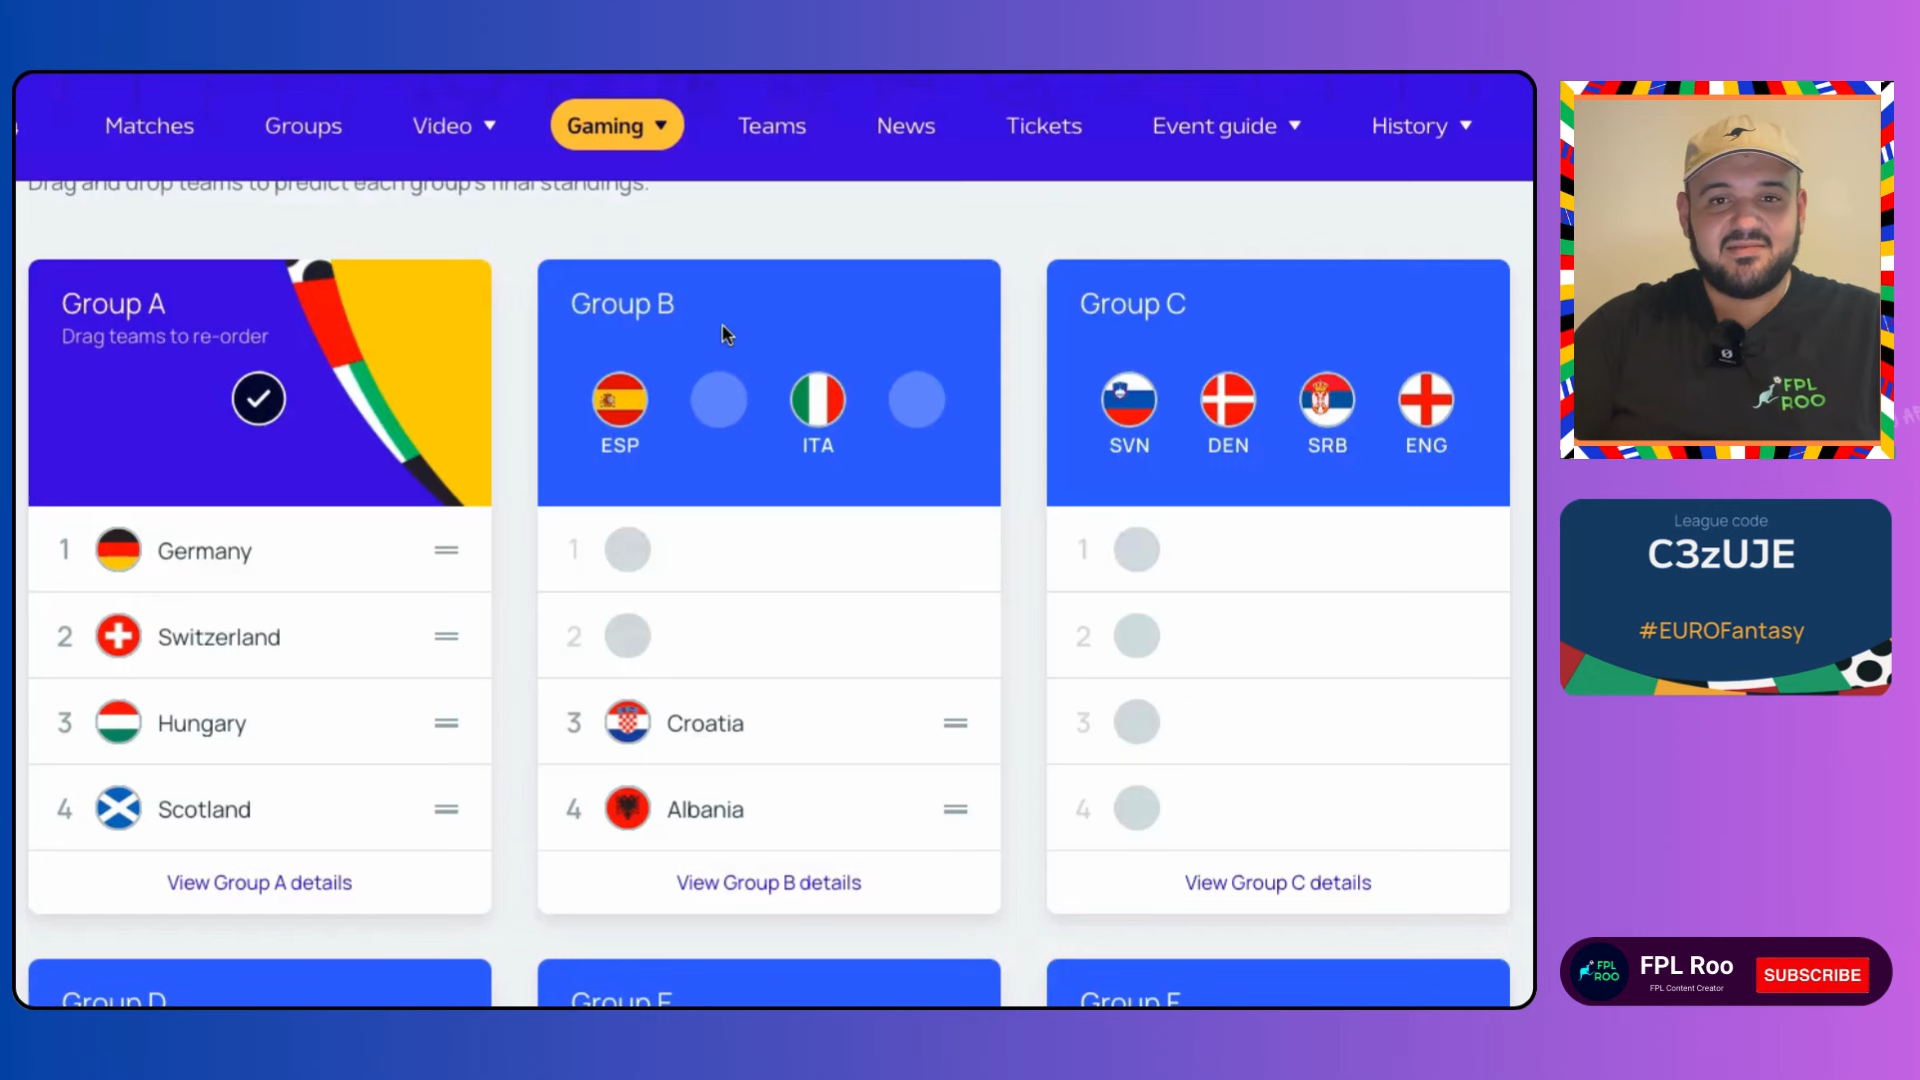 Matches Groups Video Gaming Teams News Tickets Event guide History
Drag and drop teams to predict each group's final standings.
Group A
Drag teams to re-order
1 Germany
2 Switzerland
3 Hungary
4 Scotland
View Group A details
Group B
ESP ITA
1
2
3 Croatia
4 Albania
View Group B details
Group C
SVN DEN SRB ENG
1
2
3
4
View Group C details
Group D
FPL
ROO
League code
C3zUJE
#EUROFantasy
FPL
ROO
FPL Roo
FPL Content Creator
SUBSCRIBE